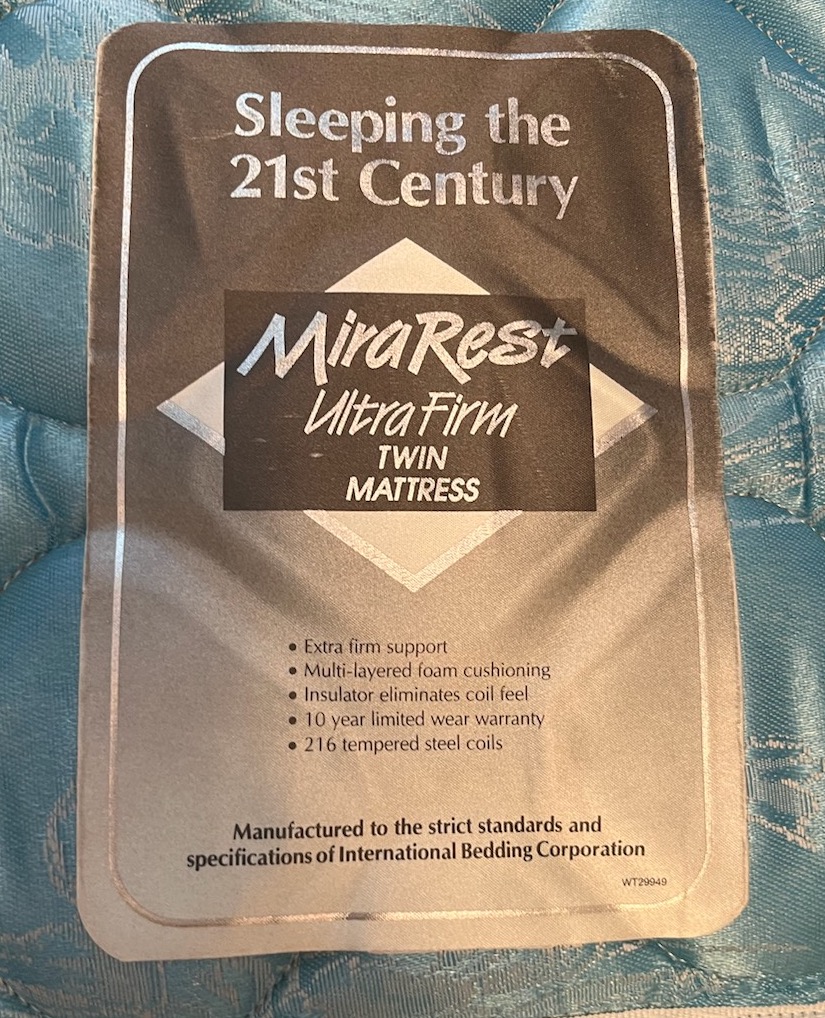 Sleeping the
21st Century
MiraRest
Ultra Firm
TWIN
MATTRESS
• Extra firm support
• Multi-layered foam cushioning
• Insulator eliminates coil feel
• 10 year limited wear warranty
• 216 tempered steel coils
Manufactured to the strict standards and
specifications of International Bedding Corporation
WT29949